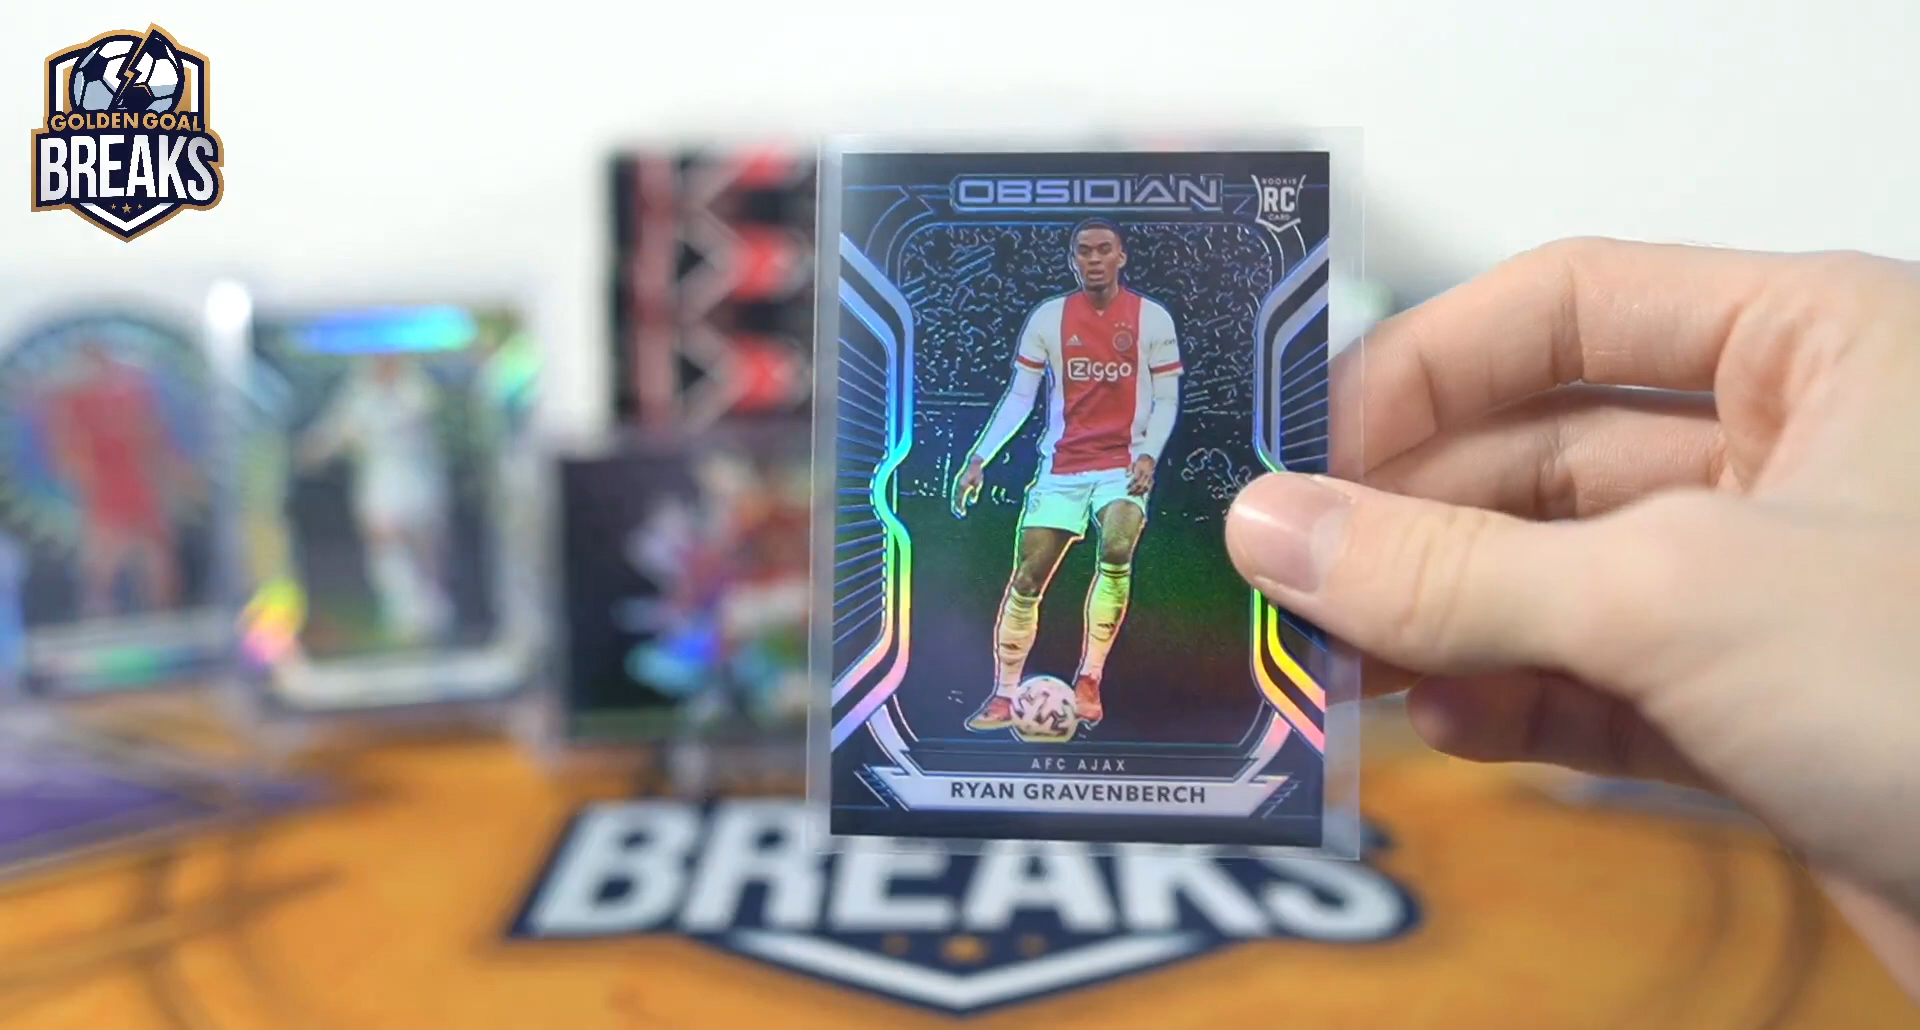 GOLDEN GOAL
BREAKS
OBSIDIAN
ROOKIE
RC
CARD
Ziggo
AFC AJAX
RYAN GRAVENBERCH
BREAKS